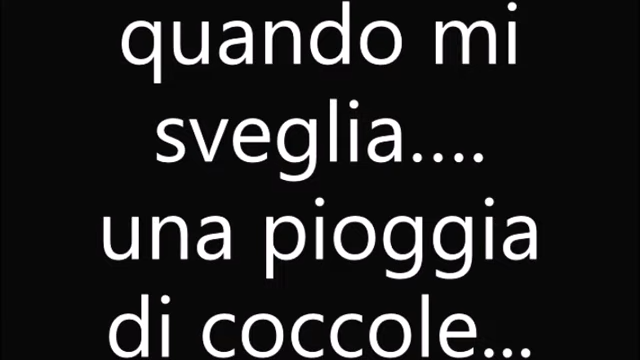 quando mi
sveglia....
una pioggia
di coccole...